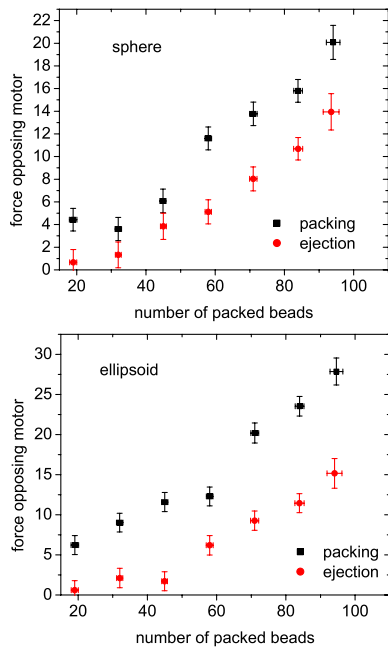 22
20
18
16
14
12
10
8
6
4
2
0
force opposing motor
sphere
packing
ejection
20 40 60 80 100
number of packed beads
30
25
20
15
10
5
0
force opposing motor
ellipsoid
packing
ejection
20 40 60 80 100
number of packed beads